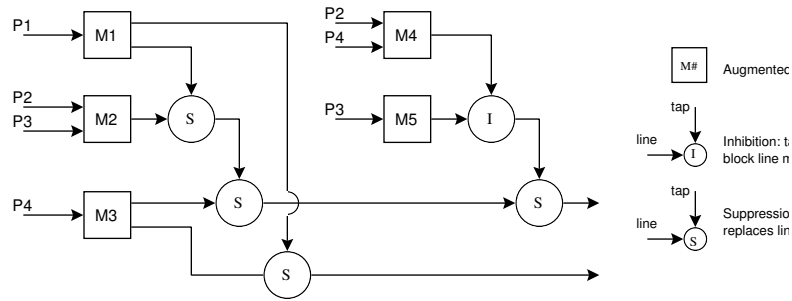 P1
M1
P2
P3
M2
S
S
P4
M3
S
P2
P4
M4
P3
M5
I
S
M#
Augmented
tap
line
I
Inhibition: ta
block line m
tap
line
S
Suppressio
replaces lin